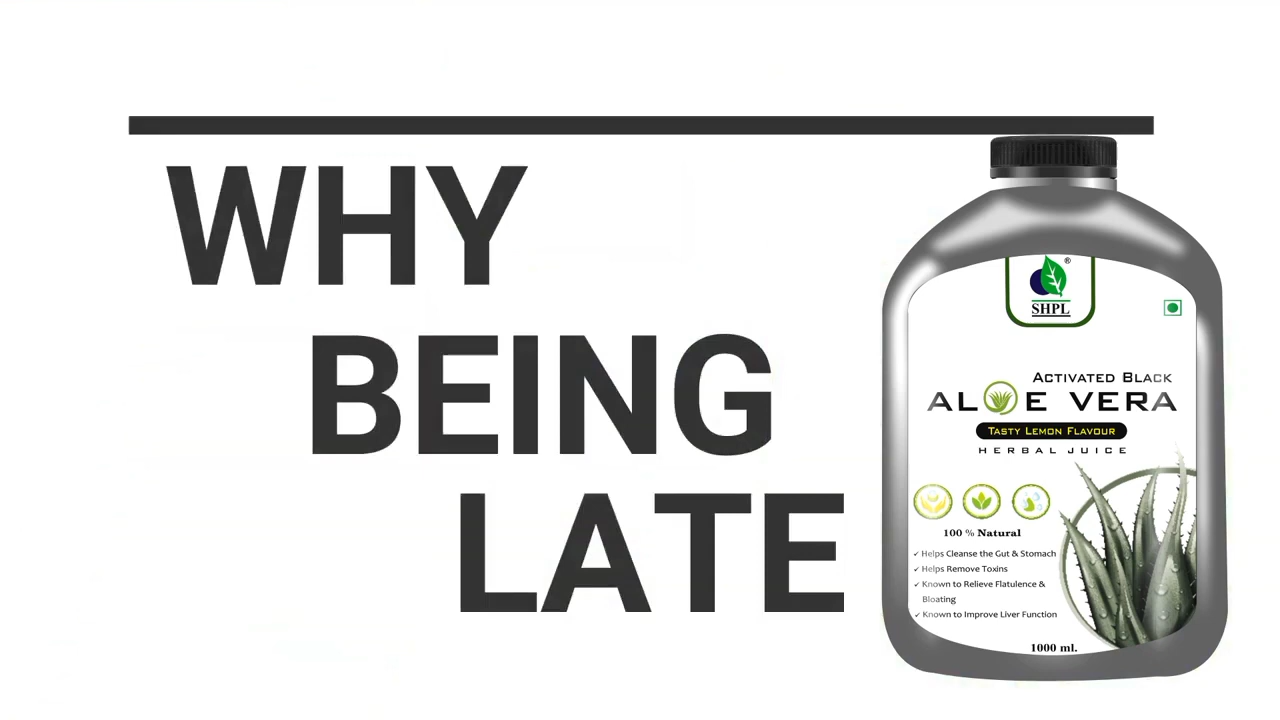 WHY
BEING
LATE
®
SHPL
ACTIVATED BLACK
ALOE VERA
TASTY LEMON FLAVOUR
HERBAL JUICE
100 % Natural
✓ Helps Cleanse the Gut & Stomach
✓ Helps Remove Toxins
✓ Known to Relieve Flatulence &
Bloating
✓ Known to Improve Liver Function
1000 ml.